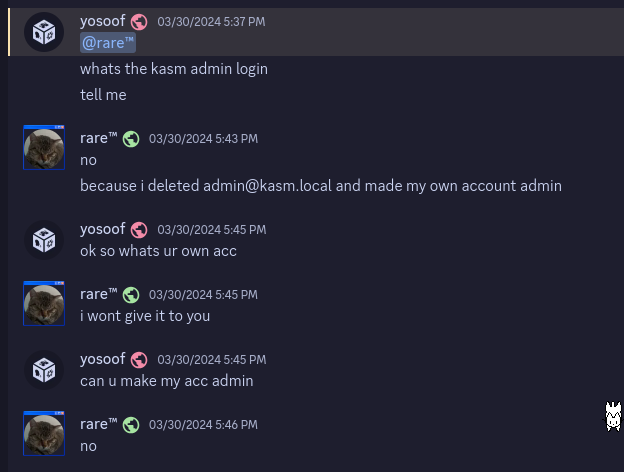 yosoof 03/30/2024 5:37 PM
@rare™
whats the kasm admin login
tell me
rare™ 03/30/2024 5:43 PM
no
because i deleted admin@kasm.local and made my own account admin
yosoof 03/30/2024 5:45 PM
ok so whats ur own acc
rare™ 03/30/2024 5:45 PM
i wont give it to you
yosoof 03/30/2024 5:45 PM
can u make my acc admin
rare™ 03/30/2024 5:46 PM
no